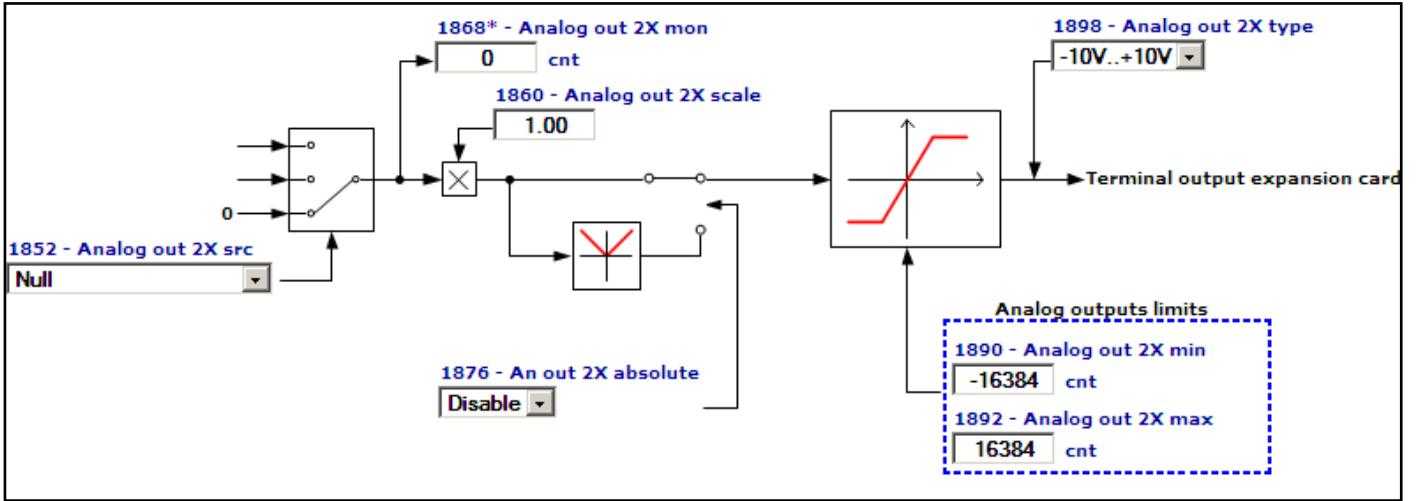 1868* - Analog out 2X mon
0 cnt
1898 - Analog out 2X type
-10V..+10V
1860 - Analog out 2X scale
1.00
Terminal output expansion card
0
1852 - Analog out 2X src
Null
Analog outputs limits
1890 - Analog out 2X min
-16384 cnt
1876 - An out 2X absolute
Disable
1892 - Analog out 2X max
16384 cnt